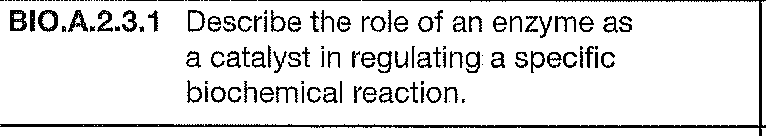 BIO.A.2.3.1 Describe the role of an enzyme as
a catalyst in regulating a specific
biochemical reaction.